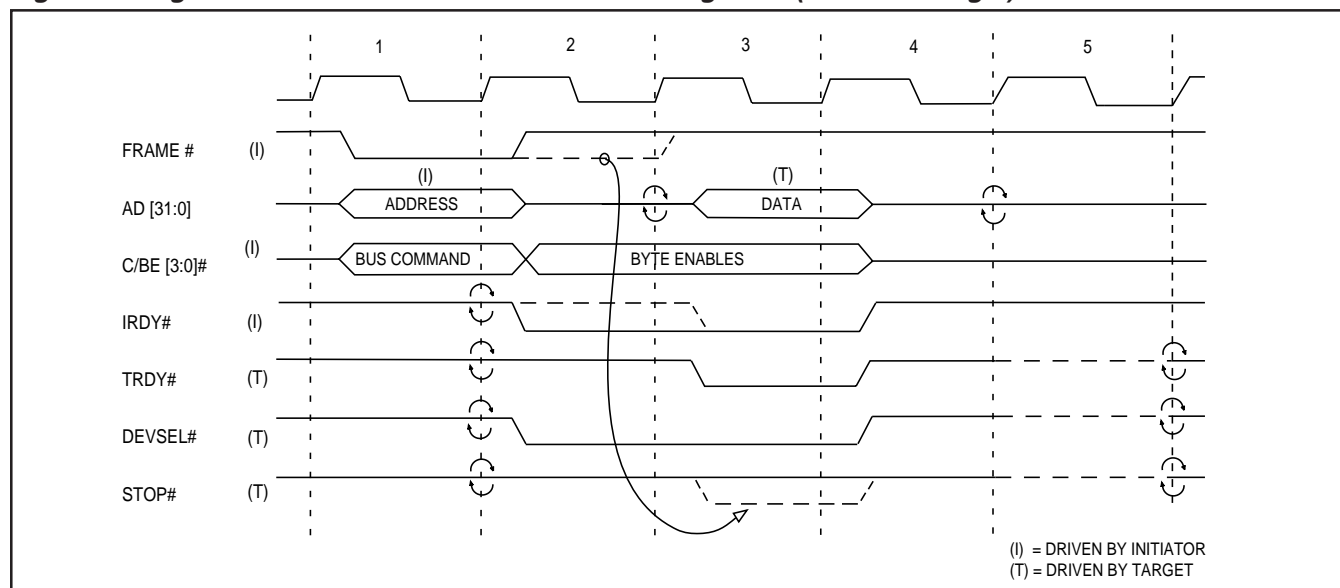 1 2 3 4 5
FRAME # (I)
(I) (T)
AD [31:0] ADDRESS DATA
C/BE [3:0]# (I) BUS COMMAND BYTE ENABLES
IRDY# (I)
TRDY# (T)
DEVSEL# (T)
STOP# (T)
(I) = DRIVEN BY INITIATOR
(T) = DRIVEN BY TARGET